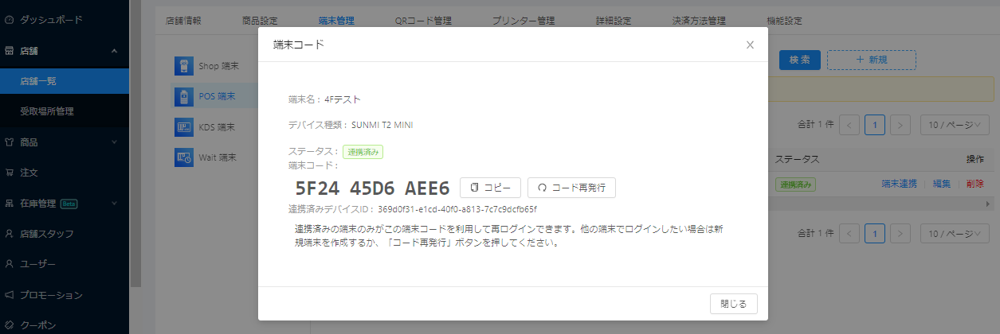 ダッシュボード
店舗
店舗一覧
受取場所管理
商品
注文
在庫管理 Beta
店舗スタッフ
ユーザー
プロモーション
クーポン
店舗情報 商品設定 端末管理 QRコード管理 プリンター管理 詳細設定 決済方法管理 機能設定
Shop 端末
POS 端末
KDS 端末
Wait 端末
検 索 + 新規
合計 1 件 < 1 > 10 / ページ
ステータス 操作
連携済み 端末連携 編集 削除
合計 1 件 < 1 > 10 / ページ
端末コード
端末名 : 4Fテスト
デバイス種類 : SUNMI T2 MINI
ステータス : 連携済み
端末コード :
5F24 45D6 AEE6 コピー コード再発行
連携済みデバイスID : 369d0f31-e1cd-40f0-a813-7c7c9dcfb65f
連携済の端末のみがこの端末コードを利用して再ログインできます。他の端末でログインしたい場合は新
規端末を作成するか、「コード再発行」ボタンを押してください。
閉じる